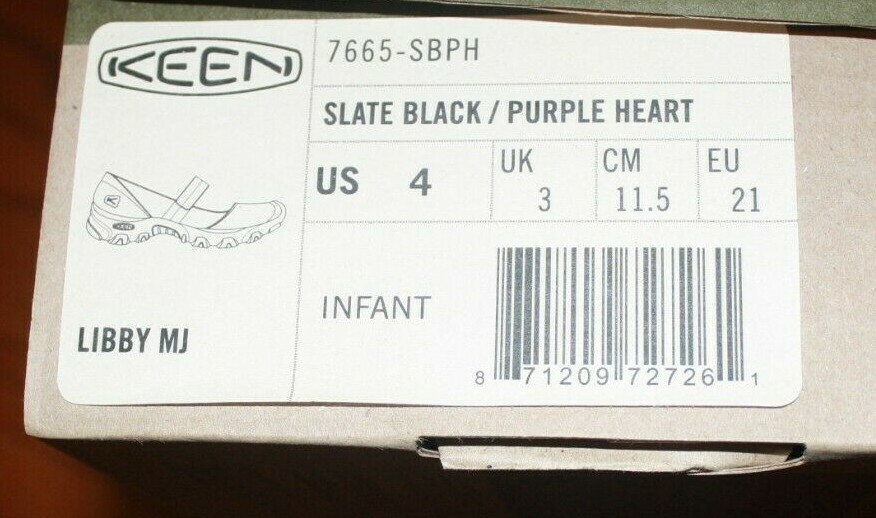 KEEN
7665-SBPH
SLATE BLACK / PURPLE HEART
US 4
UK 3
CM 11.5
EU 21
KEEN
LIBBY MJ
INFANT
8 71209 72726 1